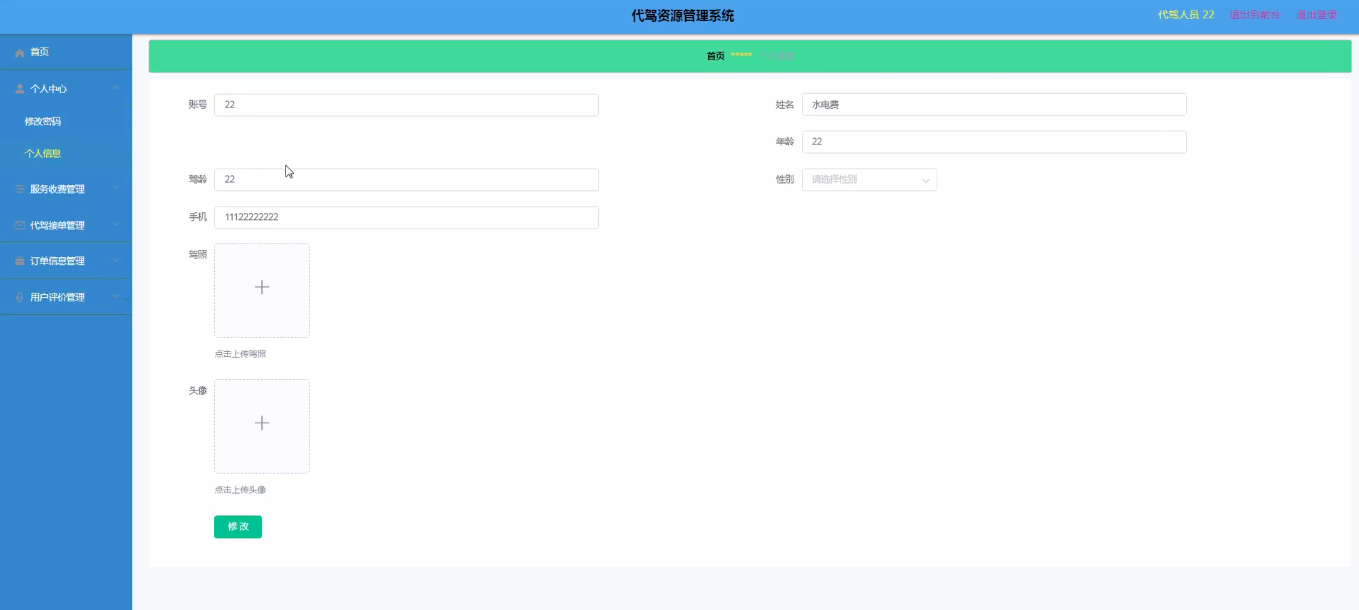 代驾资源管理系统
代驾人员 22 退出到前台 退出登录
首页
个人中心
修改密码
个人信息
服务收费管理
代驾接单管理
订单信息管理
用户评价管理
首页 ***** 个人信息
账号 22
姓名 水电费
年龄 22
驾龄 22
性别 请选择性别
手机 11122222222
驾照
点击上传驾照
头像
点击上传头像
修改